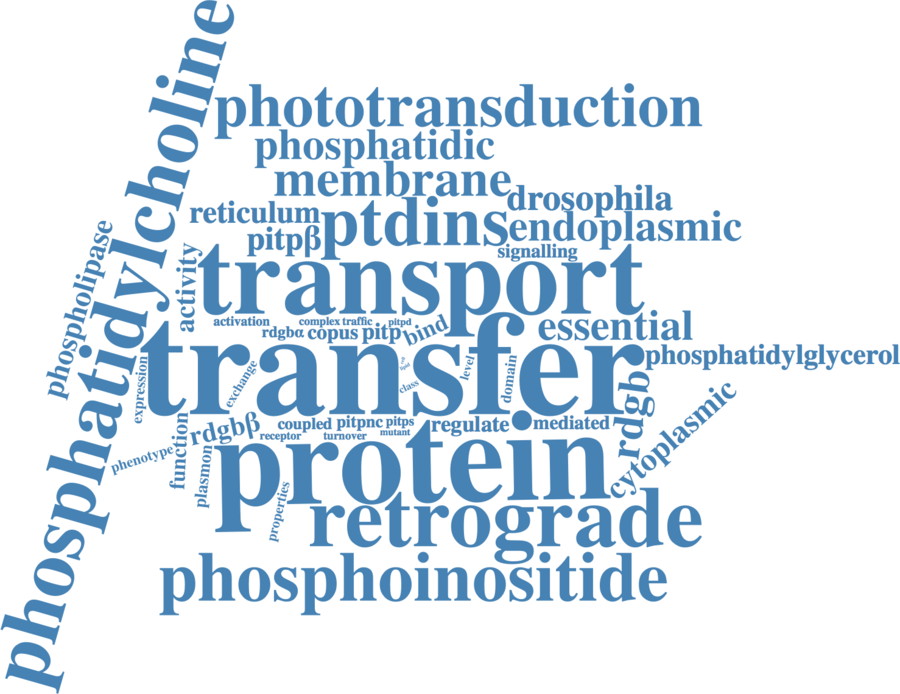 phosphatidylcholine
phototransduction
phosphatidic
membrane
drosophila
reticulum
ptdins
endoplasmic
pitpβ
signalling
phospholipase
activity
transport
activation
complex traffic
pitpd
rdgbα
copus
pitp
bind
essential
transfer
phosphatidylglycerol
expression
exchange
class
level
domain
rdgb
cytoplasmic
function
rdgbβ
coupled
pitpnc
pitps
regulate
mediated
receptor
turnover
mutant
phenotype
plasmon
protein
properties
retrograde
phosphoinositide